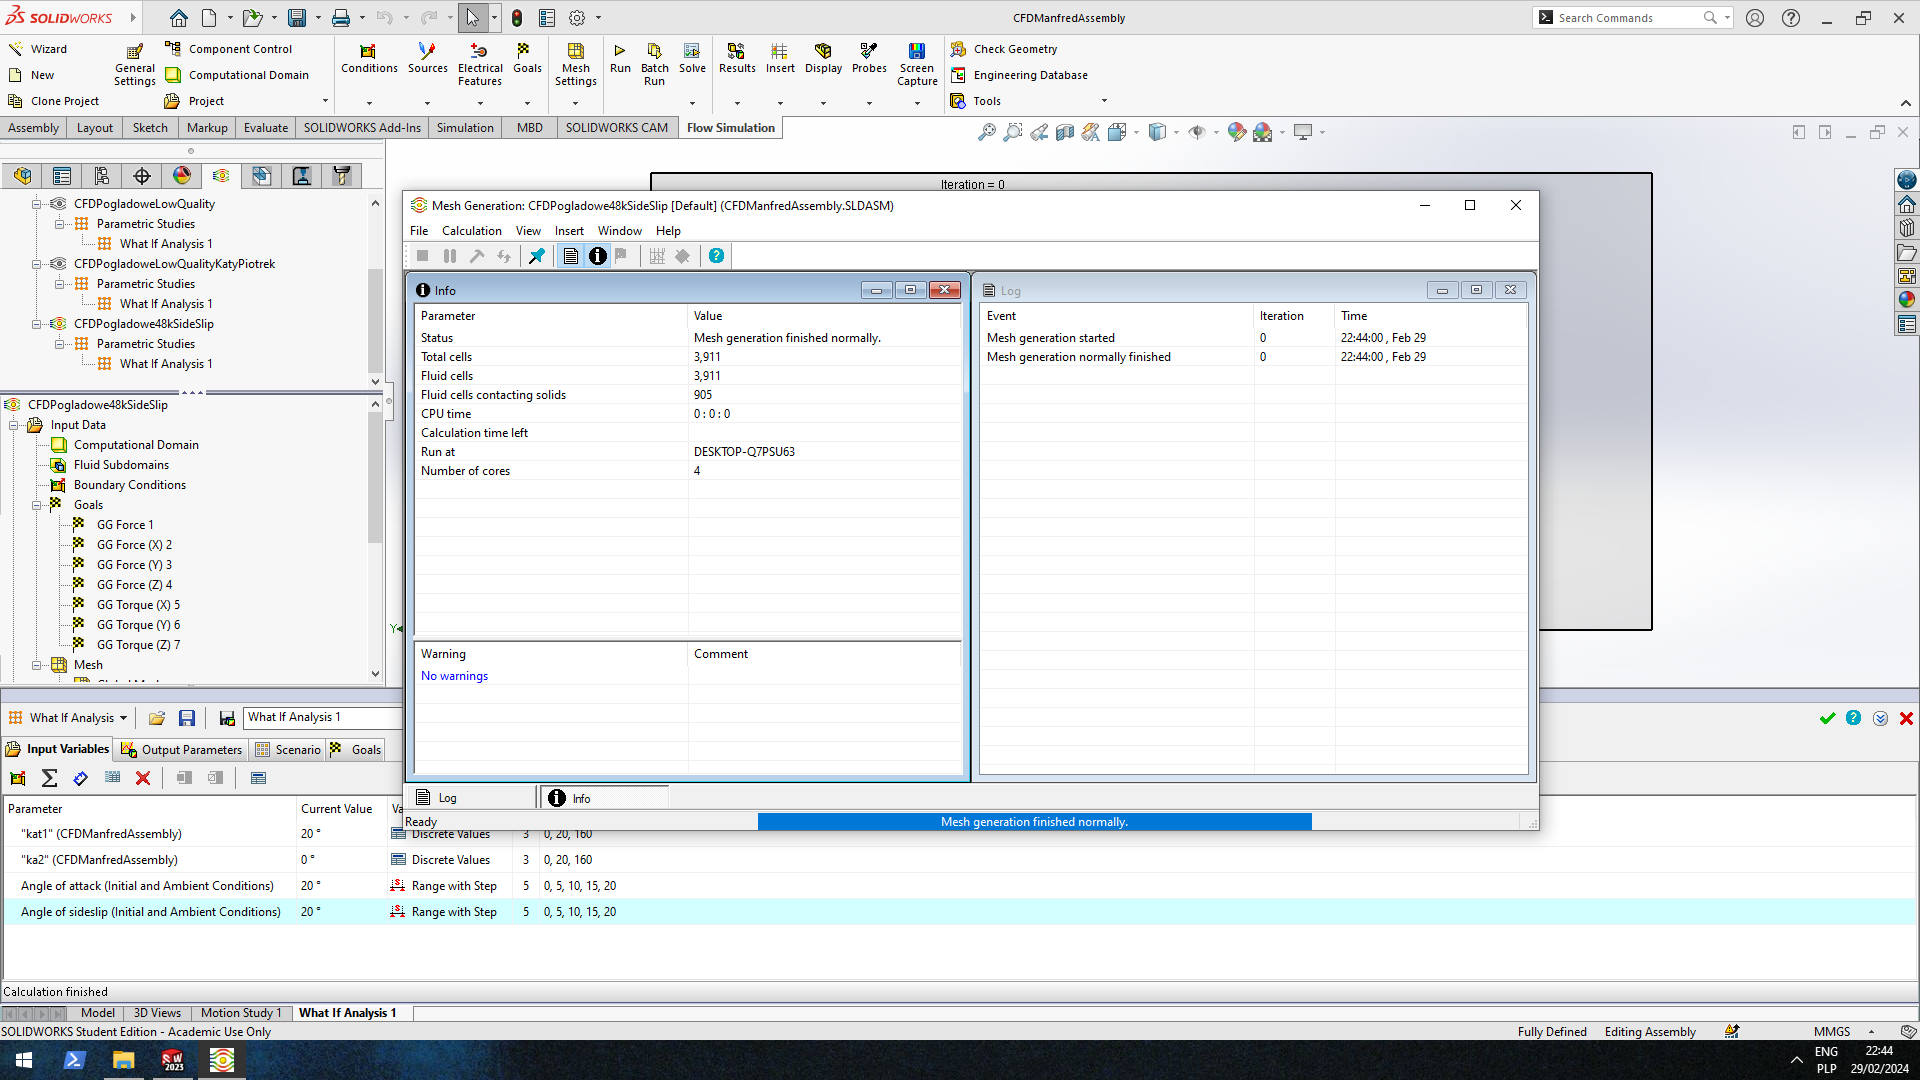 SOLIDWORKS
CFDManfredAssembly
Search Commands
Wizard
New
Clone Project
General Settings
Component Control
Computational Domain
Project
Conditions
Sources
Electrical Features
Goals
Mesh Settings
Run
Batch Run
Solve
Results
Insert
Display
Probes
Screen Capture
Check Geometry
Engineering Database
Tools
Assembly
Layout
Sketch
Markup
Evaluate
SOLIDWORKS Add-Ins
Simulation
MBD
SOLIDWORKS CAM
Flow Simulation
CFDPogladoweLowQuality
Parametric Studies
What If Analysis 1
CFDPogladoweLowQualityKatyPiotrek
Parametric Studies
What If Analysis 1
CFDPogladowe48kSideSlip
Parametric Studies
What If Analysis 1
CFDPogladowe48kSideSlip
Input Data
Computational Domain
Fluid Subdomains
Boundary Conditions
Goals
GG Force 1
GG Force (X) 2
GG Force (Y) 3
GG Force (Z) 4
GG Torque (X) 5
GG Torque (Y) 6
GG Torque (Z) 7
Mesh
Iteration = 0
Y
Mesh Generation: CFDPogladowe48kSideSlip [Default] (CFDManfredAssembly.SLDASM)
File Calculation View Insert Window Help
Info
Parameter Value
Status Mesh generation finished normally.
Total cells 3,911
Fluid cells 3,911
Fluid cells contacting solids 905
CPU time 0 : 0 : 0
Calculation time left
Run at DESKTOP-Q7PSU63
Number of cores 4
Warning Comment
No warnings
Log
Event Iteration Time
Mesh generation started 0 22:44:00 , Feb 29
Mesh generation normally finished 0 22:44:00 , Feb 29
Log
Info
Ready
Mesh generation finished normally.
What If Analysis
What If Analysis 1
Input Variables
Output Parameters
Scenario
Goals
Parameter Current Value Va
"kat1" (CFDManfredAssembly) 20 ° Discrete Values 3 0, 20, 160
"ka2" (CFDManfredAssembly) 0 ° Discrete Values 3 0, 20, 160
Angle of attack (Initial and Ambient Conditions) 20 ° Range with Step 5 0, 5, 10, 15, 20
Angle of sideslip (Initial and Ambient Conditions) 20 ° Range with Step 5 0, 5, 10, 15, 20
Calculation finished
Model
3D Views
Motion Study 1
What If Analysis 1
SOLIDWORKS Student Edition - Academic Use Only
Fully Defined
Editing Assembly
MMGS
SW 2023
ENG
PLP
22:44
29/02/2024